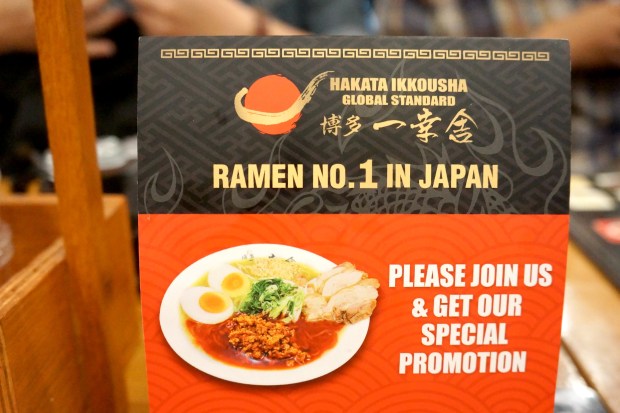 HAKATA IKKOUSHA
GLOBAL STANDARD
博多 一幸舎
RAMEN NO.1 IN JAPAN
PLEASE JOIN US
& GET OUR
SPECIAL
PROMOTION